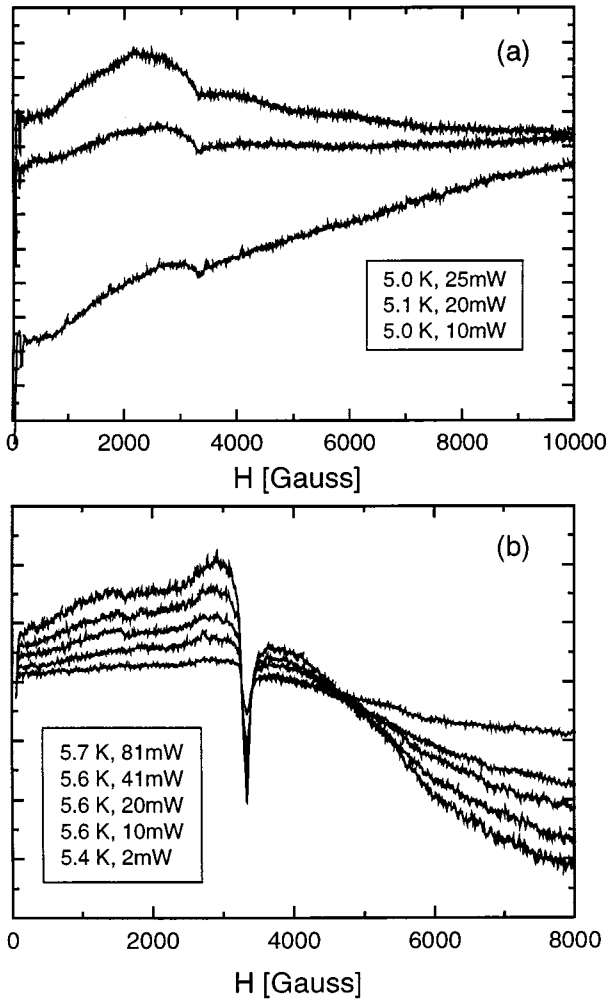 (a)
5.0 K, 25mW
5.1 K, 20mW
5.0 K, 10mW
0 2000 4000 6000 8000 10000
H [Gauss]
(b)
5.7 K, 81mW
5.6 K, 41mW
5.6 K, 20mW
5.6 K, 10mW
5.4 K, 2mW
0 2000 4000 6000 8000
H [Gauss]